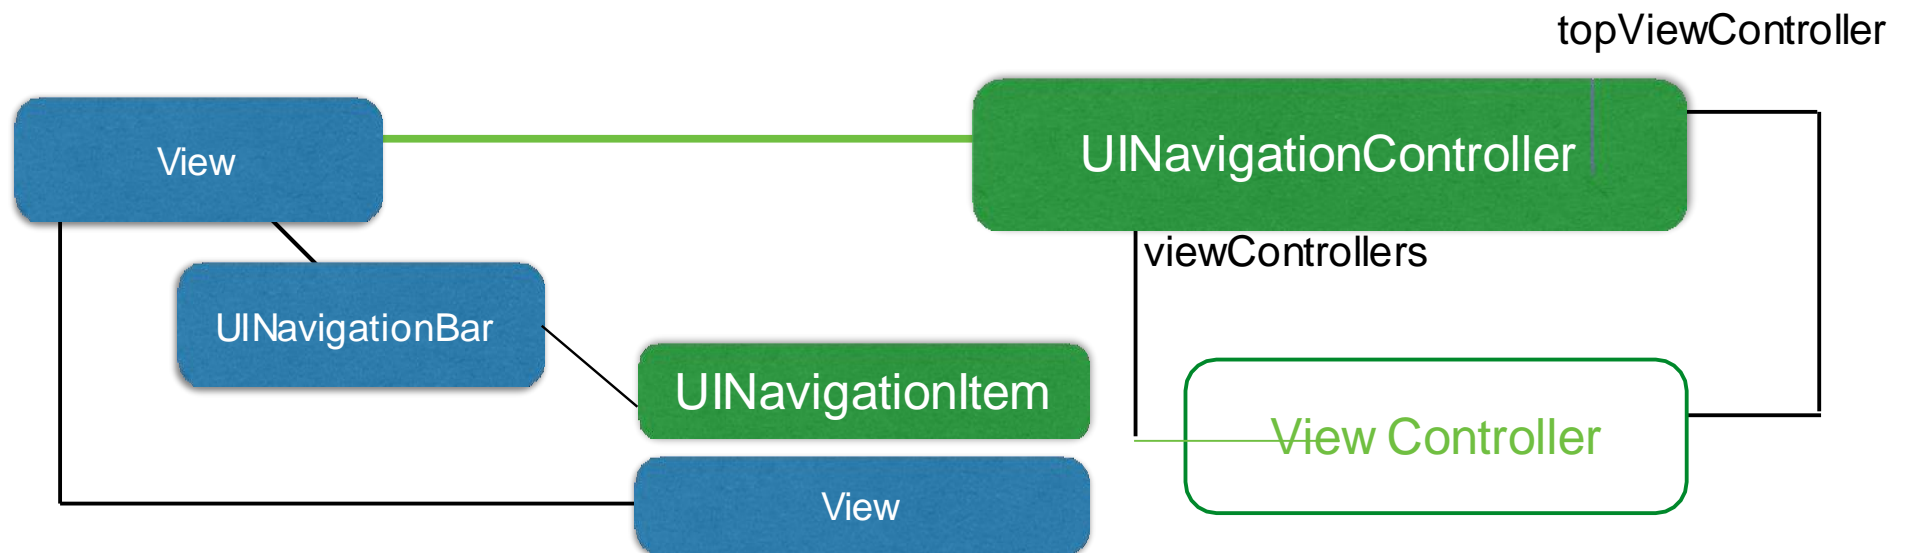 topViewController
View
UINavigationController
viewControllers
UINavigationBar
UINavigationItem
View Controller
View